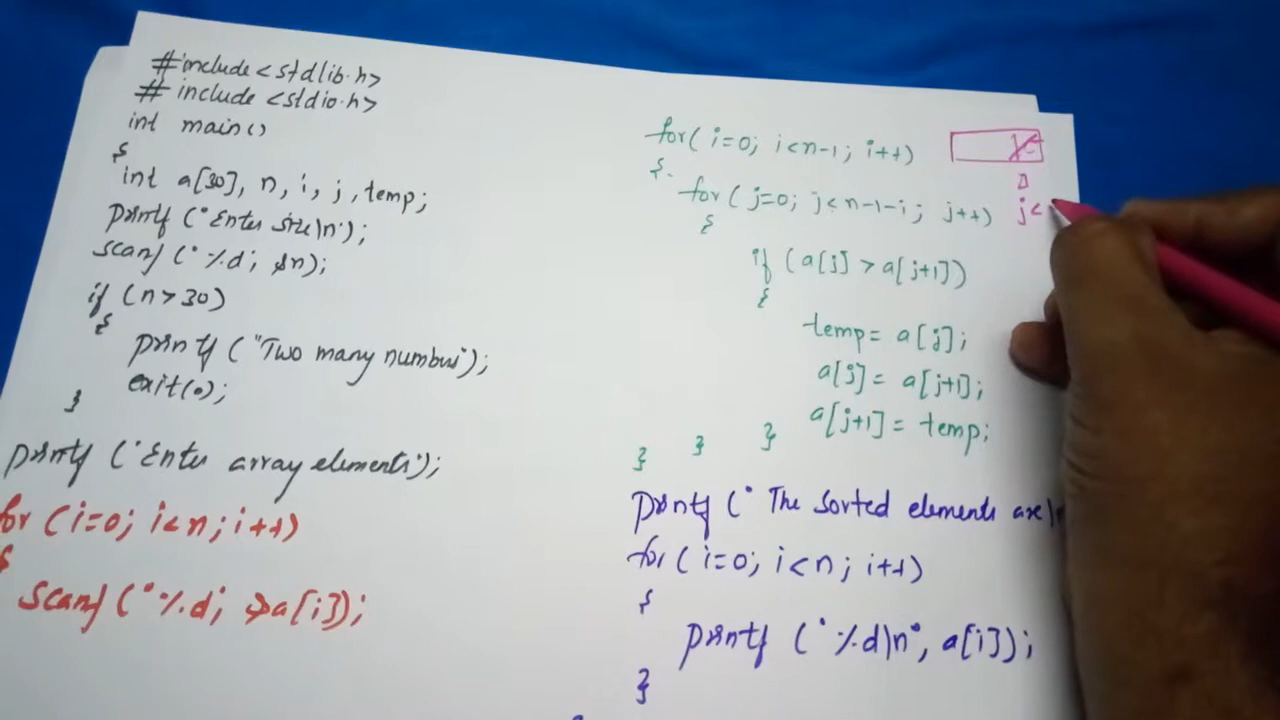 #include<stdlib.h>
# include <stdio.h>
int main()
{
int a[30], n, i, j, temp;
printf ("Enter size\n");
scanf ("%d", &n);
if (n>30)
{
printf ("Two many number");
exit(0);
}
printf ("Enter array elements");
for (i=0; i<n; i++)
{
scanf ("%d", &a[i]);
for( i=0; i<n-1; i++)
{
for( j=0; j<n-1-i; j++)
{
if (a[j] > a[j+1])
{
temp= a[j];
a[j]= a[j+1];
a[j+1]= temp;
} } }
printf (" The Sorted elements are\n
for( i=0; i<n; i++)
{
printf ("%d\n", a[i]);
}
j<